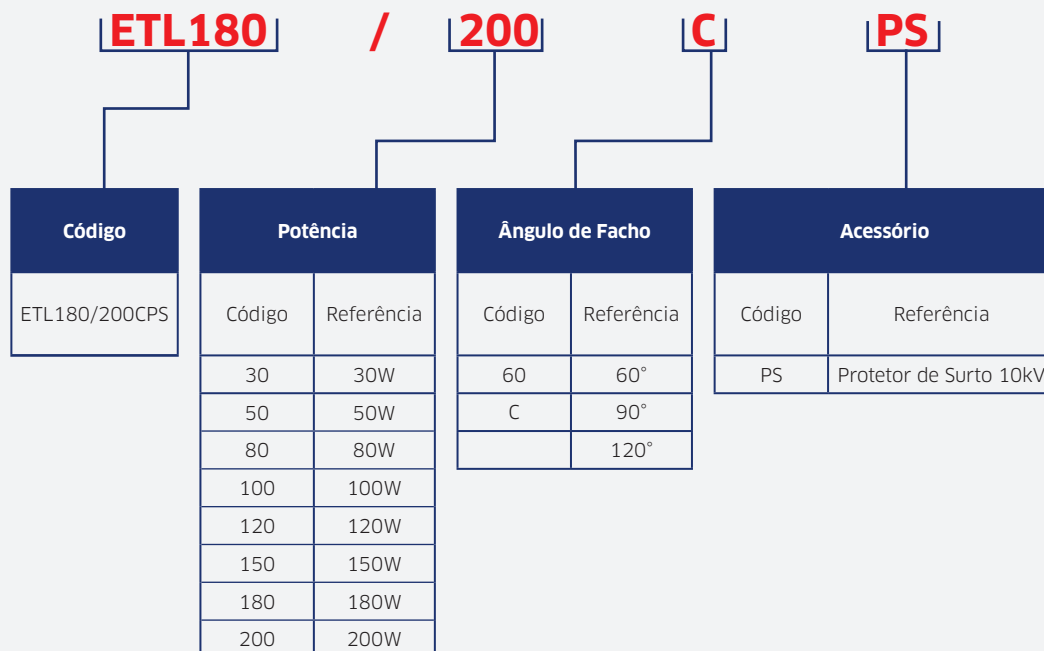 ETL180 / 200 C PS
Código
ETL180/200CPS
Potência
Código Referência
30 30W
50 50W
80 80W
100 100W
120 120W
150 150W
180 180W
200 200W
Ângulo de Facho
Código Referência
60 60°
C 90°
120°
Acessório
Código Referência
PS Protetor de Surto 10kV